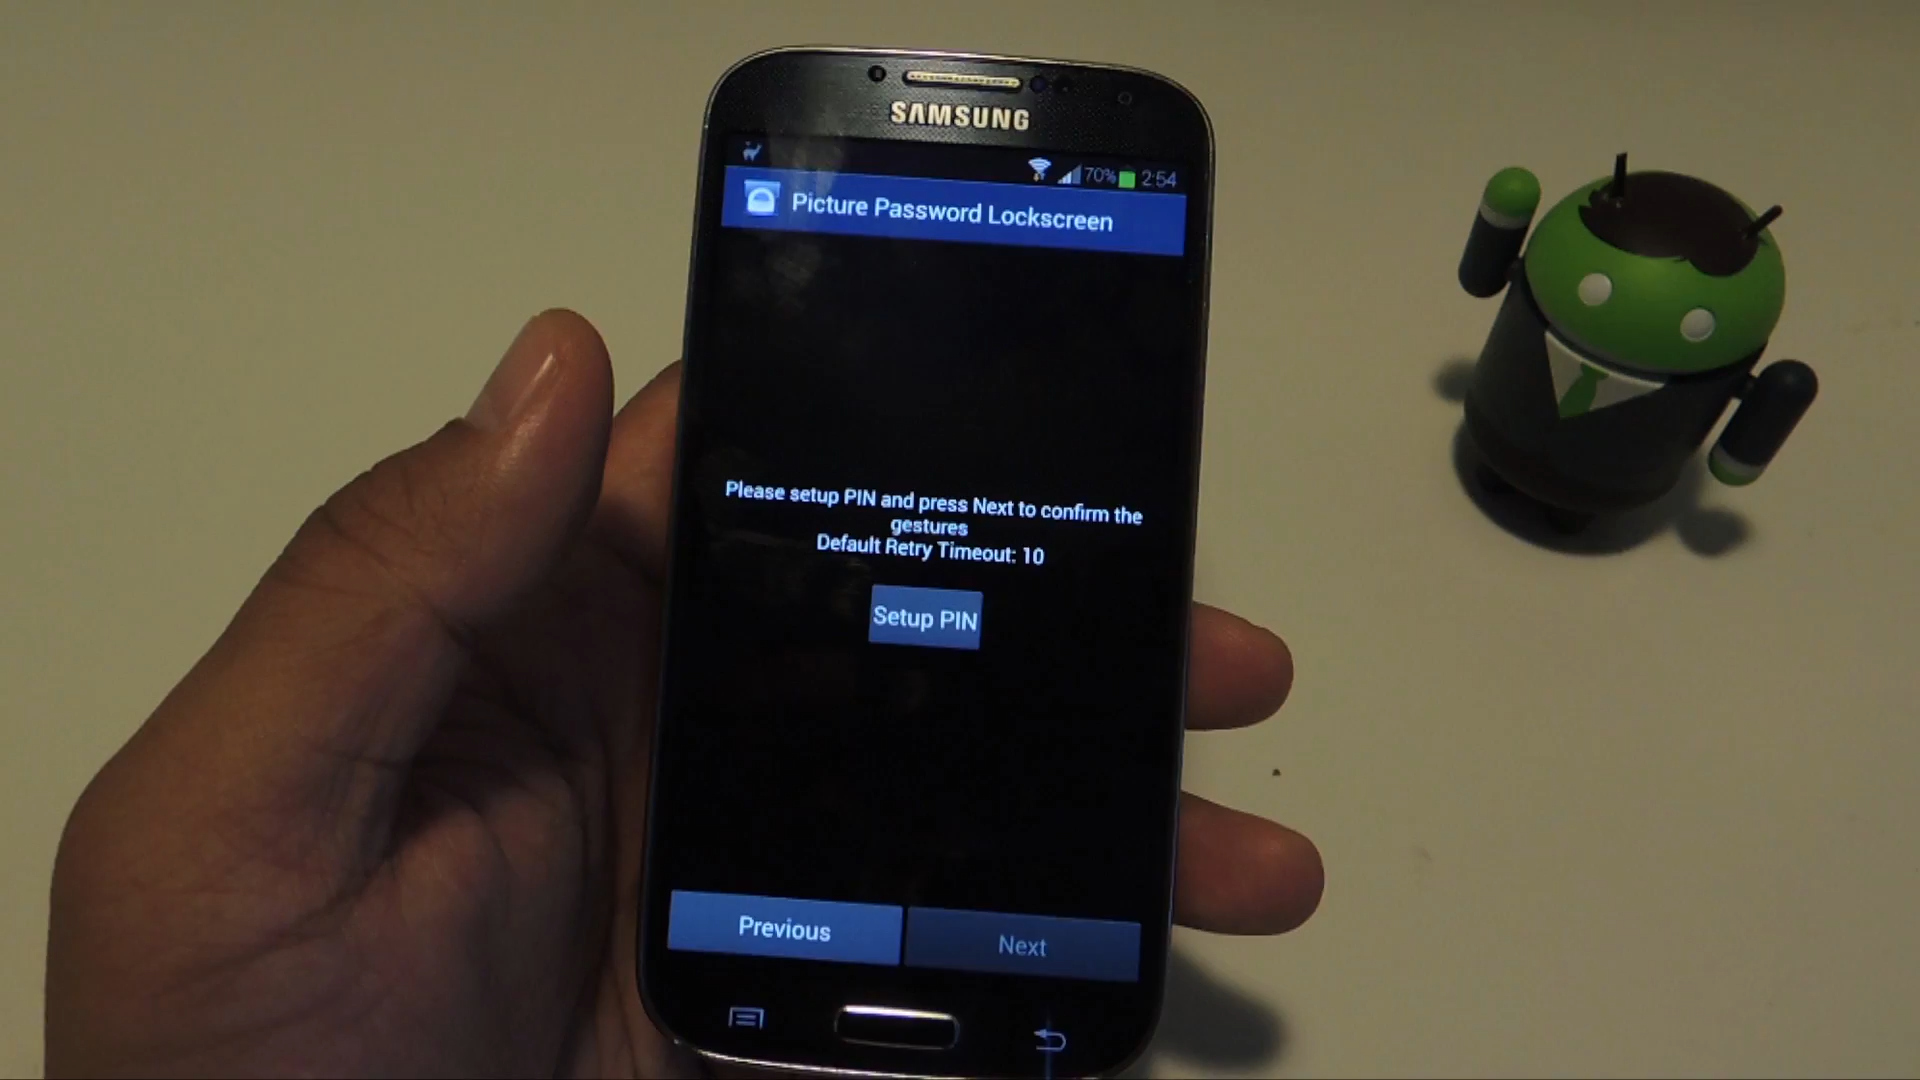 SAMSUNG
70% 2:54
Picture Password Lockscreen
Please setup PIN and press Next to confirm the
gestures
Default Retry Timeout: 10
Setup PIN
Previous
Next